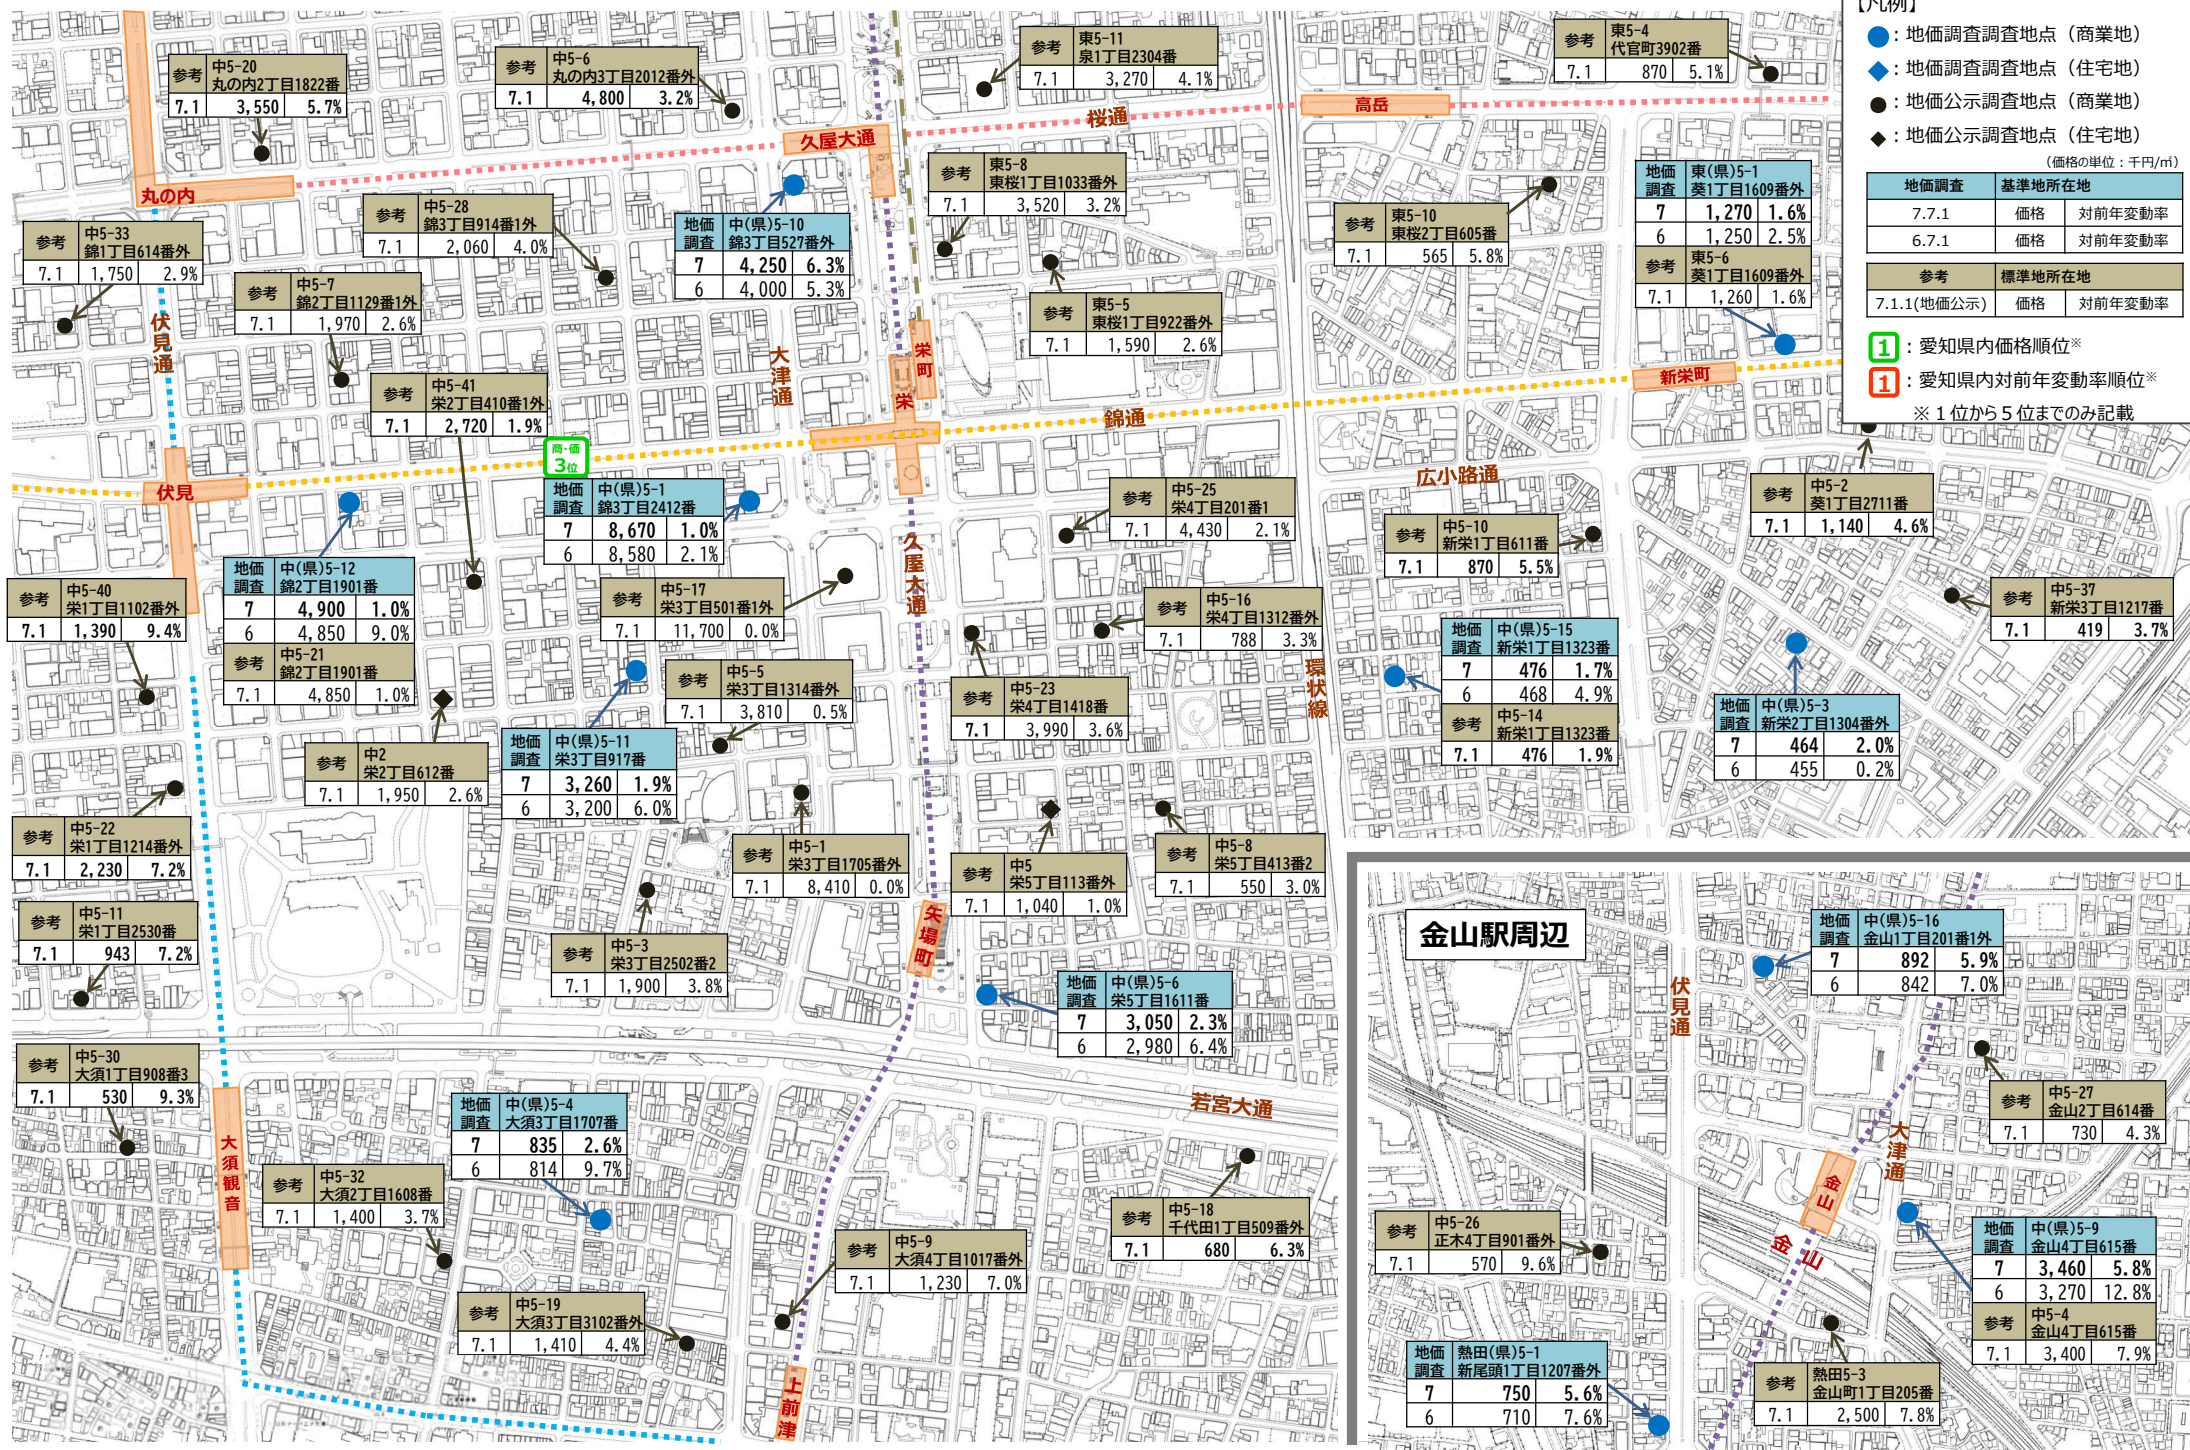 【凡例】
：地価調査調査地点（商業地）
：地価調査調査地点（住宅地）
：地価公示調査地点（商業地）
：地価公示調査地点（住宅地）
（価格の単位：千円/㎡）
地価調査 基準地所在地
7.7.1 価格 対前年変動率
6.7.1 価格 対前年変動率
参考 標準地所在地
7.1.1(地価公示) 価格 対前年変動率
1 ：愛知県内価格順位※
1 ：愛知県内対前年変動率順位※
※１位から５位までのみ記載
参考 中5-20
丸の内2丁目1822番
7.1 3,550 5.7%
参考 中5-6
丸の内3丁目2012番外
7.1 4,800 3.2%
参考 東5-11
泉1丁目2304番
7.1 3,270 4.1%
参考 東5-4
代官町3902番
7.1 870 5.1%
高岳
桜通
久屋大通
丸の内
参考 中5-33
錦1丁目614番外
7.1 1,750 2.9%
参考 中5-28
錦3丁目914番1外
7.1 2,060 4.0%
地価調査 中(県)5-10
錦3丁目527番外
7 4,250 6.3%
6 4,000 5.3%
参考 東5-8
東桜1丁目1033番外
7.1 3,520 3.2%
参考 東5-10
東桜2丁目605番
7.1 565 5.8%
地価調査 東(県)5-1
葵1丁目1609番外
7 1,270 1.6%
6 1,250 2.5%
参考 東5-6
葵1丁目1609番外
7.1 1,260 1.6%
参考 中5-7
錦2丁目1129番1外
7.1 1,970 2.6%
参考 東5-5
東桜1丁目922番外
7.1 1,590 2.6%
伏見通
大津通
栄町
栄
新栄町
参考 中5-41
栄2丁目410番1外
7.1 2,720 1.9%
錦通
広小路通
伏見
商・価
3位
地価調査 中(県)5-1
錦3丁目2412番
7 8,670 1.0%
6 8,580 2.1%
参考 中5-25
栄4丁目201番1
7.1 4,430 2.1%
参考 中5-10
新栄1丁目611番
7.1 870 5.5%
参考 中5-2
葵1丁目2711番
7.1 1,140 4.6%
久屋大通
地価調査 中(県)5-12
錦2丁目1901番
7 4,900 1.0%
6 4,850 9.0%
参考 中5-21
錦2丁目1901番
7.1 4,850 1.0%
参考 中5-40
栄1丁目1102番外
7.1 1,390 9.4%
参考 中5-17
栄3丁目501番1外
7.1 11,700 0.0%
参考 中5-16
栄4丁目1312番外
7.1 788 3.3%
参考 中5-37
新栄3丁目1217番
7.1 419 3.7%
地価調査 中(県)5-15
新栄1丁目1323番
7 476 1.7%
6 468 4.9%
参考 中5-14
新栄1丁目1323番
7.1 476 1.9%
環状線
参考 中5-5
栄3丁目1314番外
7.1 3,810 0.5%
参考 中5-23
栄4丁目1418番
7.1 3,990 3.6%
地価調査 中(県)5-3
新栄2丁目1304番外
7 464 2.0%
6 455 0.2%
参考 中2
栄2丁目612番
7.1 1,950 2.6%
地価調査 中(県)5-11
栄3丁目917番
7 3,260 1.9%
6 3,200 6.0%
参考 中5-22
栄1丁目1214番外
7.1 2,230 7.2%
参考 中5-1
栄3丁目1705番外
7.1 8,410 0.0%
参考 中5
栄5丁目113番外
7.1 1,040 1.0%
参考 中5-8
栄5丁目413番2
7.1 550 3.0%
参考 中5-11
栄1丁目2530番
7.1 943 7.2%
参考 中5-3
栄3丁目2502番2
7.1 1,900 3.8%
矢場町
地価調査 中(県)5-6
栄5丁目1611番
7 3,050 2.3%
6 2,980 6.4%
参考 中5-30
大須1丁目908番3
7.1 530 9.3%
若宮大通
地価調査 中(県)5-4
大須3丁目1707番
7 835 2.6%
6 814 9.7%
大須観音
参考 中5-32
大須2丁目1608番
7.1 1,400 3.7%
参考 中5-18
千代田1丁目509番外
7.1 680 6.3%
参考 中5-9
大須4丁目1017番外
7.1 1,230 7.0%
参考 中5-19
大須3丁目3102番外
7.1 1,410 4.4%
上前津
金山駅周辺
地価調査 中(県)5-16
金山1丁目201番1外
7 892 5.9%
6 842 7.0%
伏見通
参考 中5-27
金山2丁目614番
7.1 730 4.3%
大津通
金山
金山
参考 中5-26
正木4丁目901番外
7.1 570 9.6%
地価調査 中(県)5-9
金山4丁目615番
7 3,460 5.8%
6 3,270 12.8%
参考 中5-4
金山4丁目615番
7.1 3,400 7.9%
地価調査 熱田(県)5-1
新尾頭1丁目1207番外
7 750 5.6%
6 710 7.6%
参考 熱田5-3
金山町1丁目205番
7.1 2,500 7.8%